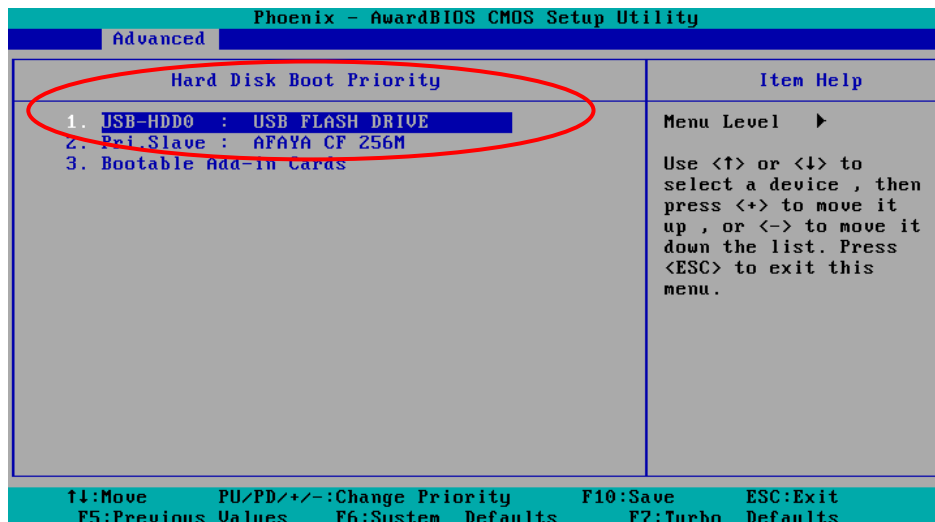 Phoenix - AwardBIOS CMOS Setup Utility
Advanced
Hard Disk Boot Priority
1. USB-HDD0 : USB FLASH DRIVE
2. Pri.Slave : AFAYA CF 256M
3. Bootable Add-in Cards
Item Help
Menu Level ▶
Use <↑> or <↓> to
select a device , then
press <+> to move it
up , or <-> to move it
down the list. Press
<ESC> to exit this
menu.
↑↓:Move PU/PD/+/-:Change Priority F10:Save ESC:Exit
F5:Previous Values F6:System Defaults F7:Turbo Defaults